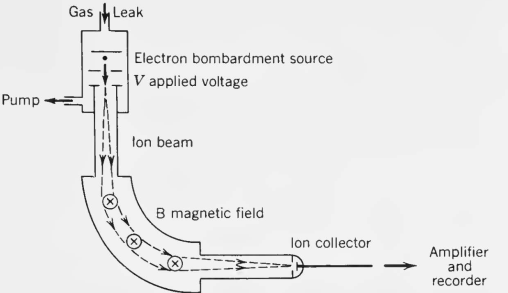 Gas Leak
Electron bombardment source
V applied voltage
Pump
Ion beam
B magnetic field
Ion collector
Amplifier
and
recorder